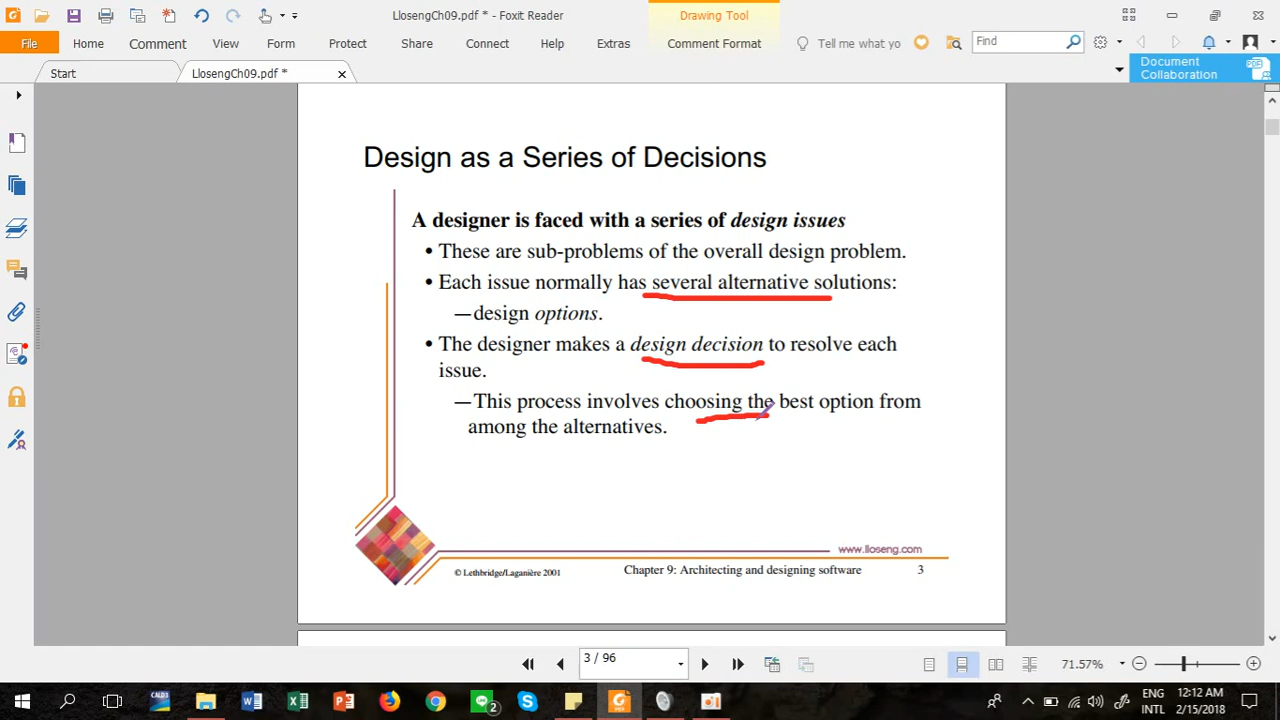 LlosengCh09.pdf * - Foxit Reader
Drawing Tool
File
Home
Comment
View
Form
Protect
Share
Connect
Help
Extras
Comment Format
Tell me what yo
Find
Start
LlosengCh09.pdf *
Document
Collaboration
Design as a Series of Decisions
A designer is faced with a series of design issues
• These are sub-problems of the overall design problem.
• Each issue normally has several alternative solutions:
—design options.
• The designer makes a design decision to resolve each
issue.
—This process involves choosing the best option from
among the alternatives.
www.lloseng.com
© Lethbridge/Laganière 2001
Chapter 9: Architecting and designing software
3
3 / 96
71.57%
2
ENG
INTL
12:12 AM
2/15/2018